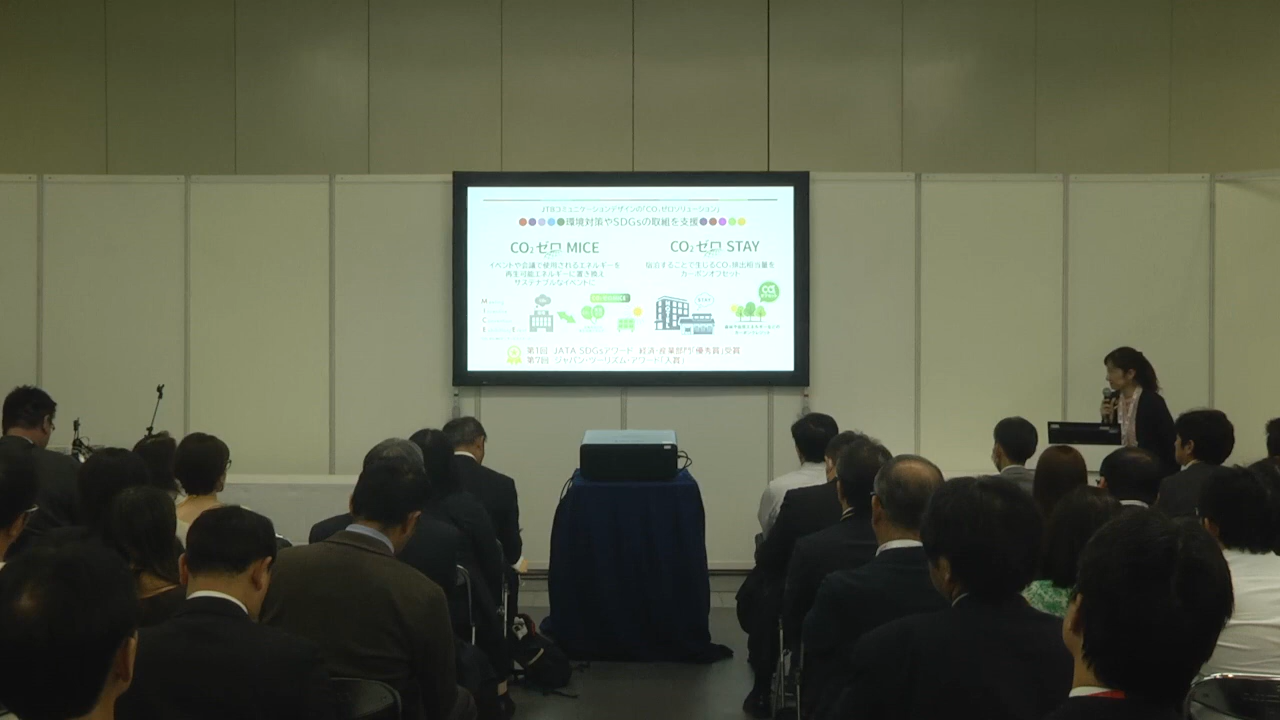 JTBコミュニケーションデザインの「CO₂ゼロソリューション」
環境対策やSDGsの取組を支援
CO₂ゼロ MICE
イベントや会議で使用されるエネルギーを
再生可能エネルギーに置き換え
サステナブルなイベントに
CO₂ゼロ STAY
宿泊することで生じるCO₂排出相当量を
カーボンオフセット
第1回 JATA SDGsアワード 経済・産業部門「優秀賞」受賞
第7回 ジャパン・ツーリズム・アワード「入賞」